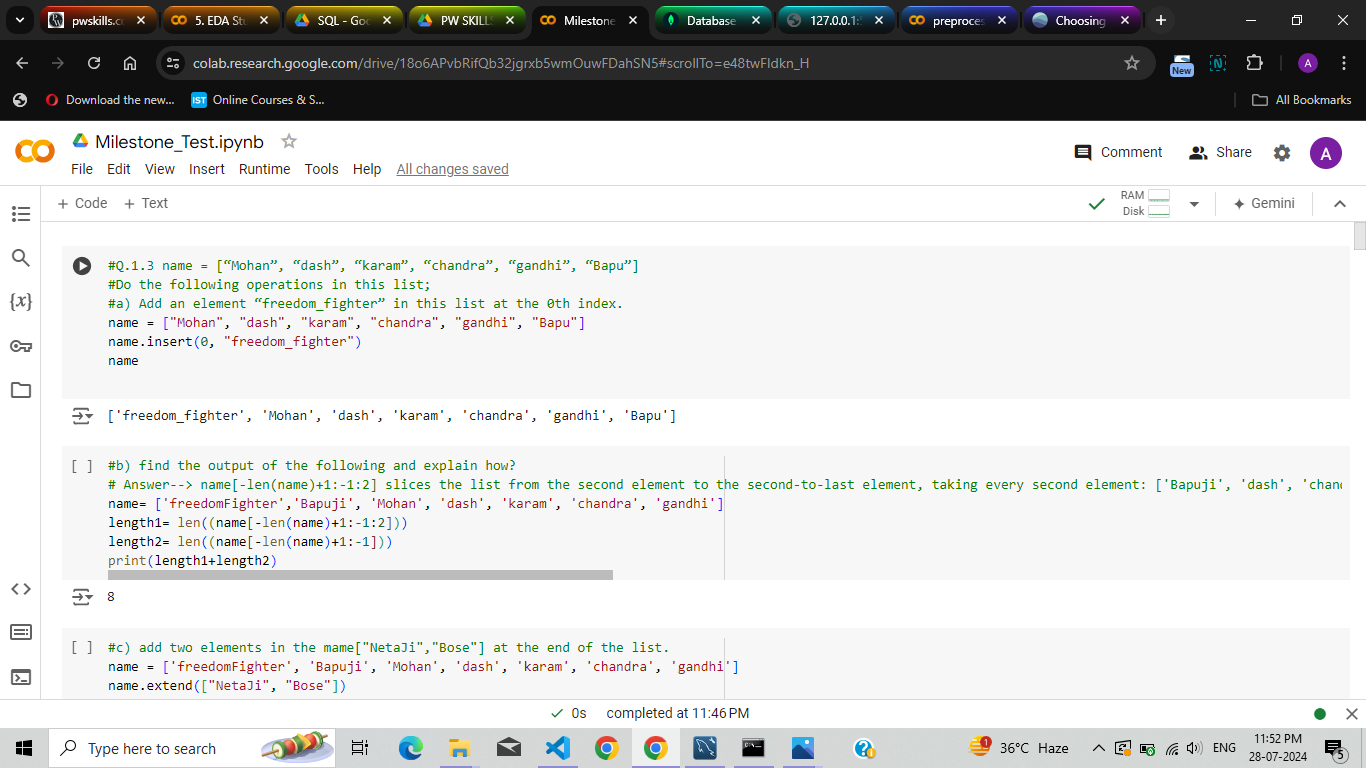 pwskills.c
5. EDA Stu
SQL - Goo
PW SKILL
Milestone
Database
127.0.0.1:
preproces
Choosing
colab.research.google.com/drive/18o6APvbRifQb32jgrxb5wmOuwFDahSN5#scrollTo=e48twFldkn_H
New
A
Download the new...
IST
Online Courses & S...
All Bookmarks
Milestone_Test.ipynb
File Edit View Insert Runtime Tools Help All changes saved
Comment
Share
A
+ Code + Text
RAM
Disk
Gemini
#Q.1.3 name = [“Mohan”, “dash”, “karam”, “chandra”, “gandhi”, “Bapu”]
#Do the following operations in this list;
#a) Add an element “freedom_fighter” in this list at the 0th index.
name = ["Mohan", "dash", "karam", "chandra", "gandhi", "Bapu"]
name.insert(0, "freedom_fighter")
name
['freedom_fighter', 'Mohan', 'dash', 'karam', 'chandra', 'gandhi', 'Bapu']
[ ] #b) find the output of the following and explain how?
# Answer--> name[-len(name)+1:-1:2] slices the list from the second element to the second-to-last element, taking every second element: ['Bapuji', 'dash', 'chand
name= ['freedomFighter','Bapuji', 'Mohan', 'dash', 'karam', 'chandra', 'gandhi']
length1= len((name[-len(name)+1:-1:2]))
length2= len((name[-len(name)+1:-1]))
print(length1+length2)
8
[ ] #c) add two elements in the mame["NetaJi","Bose"] at the end of the list.
name = ['freedomFighter', 'Bapuji', 'Mohan', 'dash', 'karam', 'chandra', 'gandhi']
name.extend(["NetaJi", "Bose"])
{x}
0s completed at 11:46 PM
Type here to search
1
36°C Haze
ENG
11:52 PM
28-07-2024
5